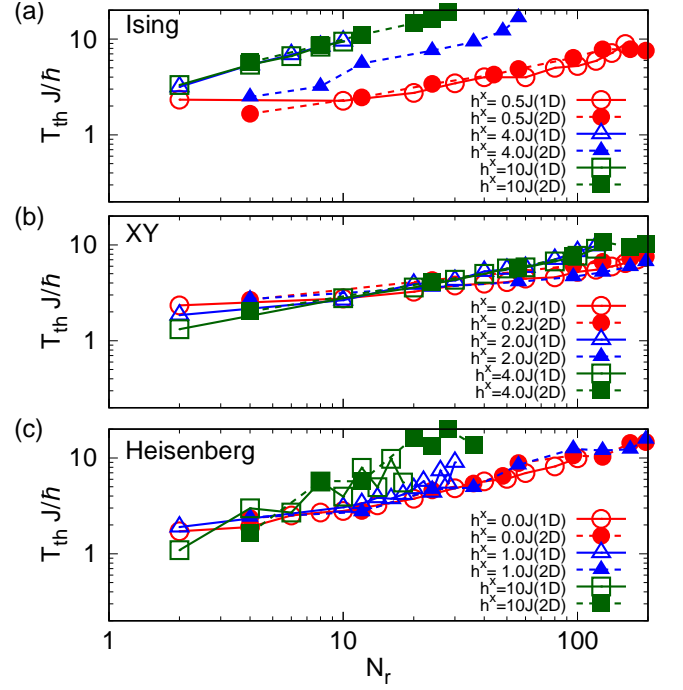 (a)
Ising
10
1
T_th J/ħ
h^x= 0.5J(1D)
h^x= 0.5J(2D)
h^x= 4.0J(1D)
h^x= 4.0J(2D)
h^x=10J(1D)
h^x=10J(2D)
(b)
XY
10
1
T_th J/ħ
h^x= 0.2J(1D)
h^x= 0.2J(2D)
h^x= 2.0J(1D)
h^x= 2.0J(2D)
h^x=4.0J(1D)
h^x=4.0J(2D)
(c)
Heisenberg
10
1
T_th J/ħ
h^x= 0.0J(1D)
h^x= 0.0J(2D)
h^x= 1.0J(1D)
h^x= 1.0J(2D)
h^x=10J(1D)
h^x=10J(2D)
1 10 100
N_r